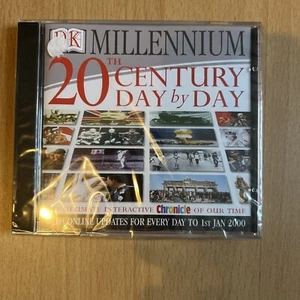 DK MILLENNIUM
20TH CENTURY
DAY by DAY
ULTIMATE INTERACTIVE Chronicle OF OUR TIME
ONLINE UPDATES FOR EVERY DAY TO 1ST JAN 2000